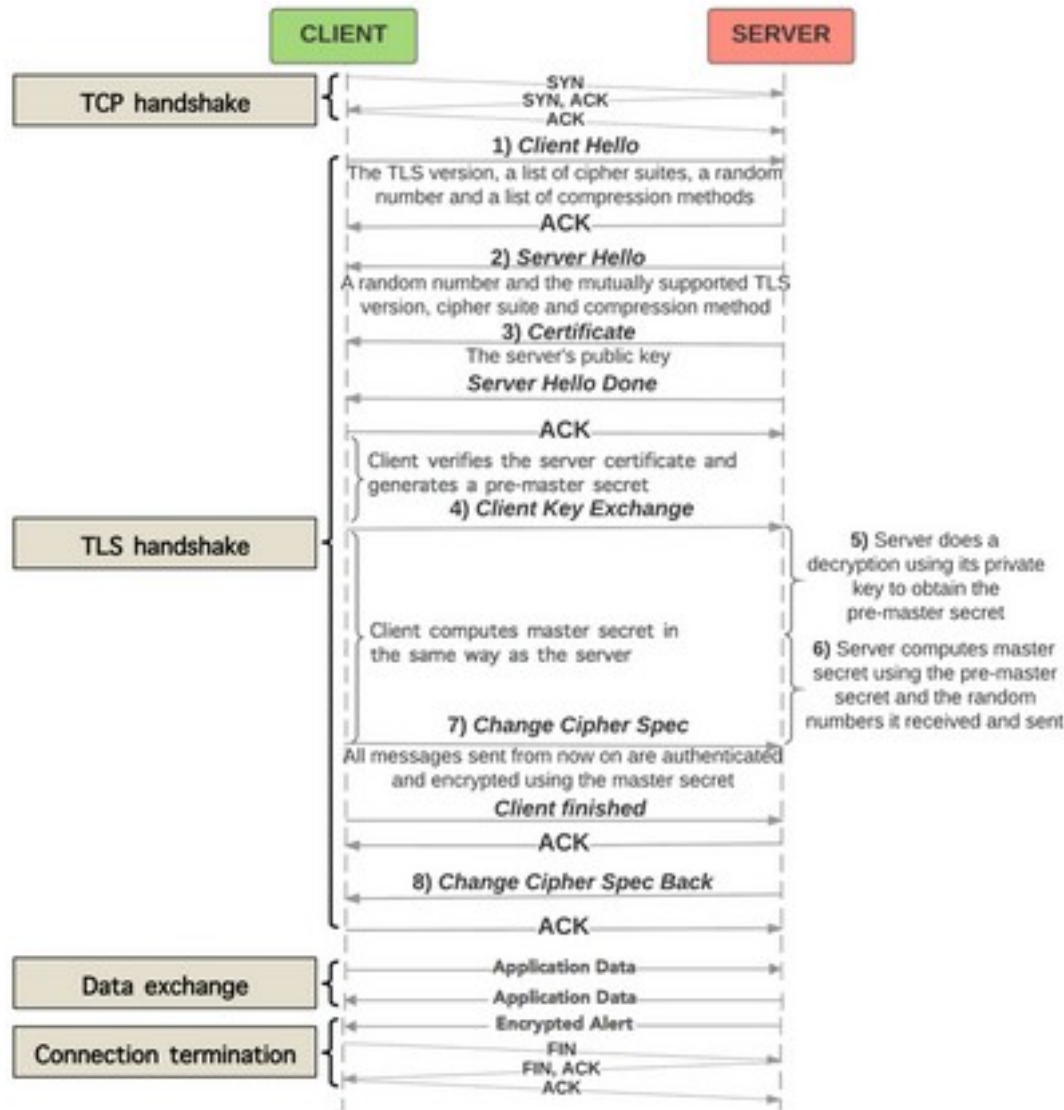 CLIENT
SERVER
TCP handshake
SYN
SYN, ACK
ACK
1) Client Hello
The TLS version, a list of cipher suites, a random
number and a list of compression methods
ACK
2) Server Hello
A random number and the mutually supported TLS
version, cipher suite and compression method
3) Certificate
The server's public key
Server Hello Done
ACK
Client verifies the server certificate and
generates a pre-master secret
4) Client Key Exchange
TLS handshake
5) Server does a
decryption using its private
key to obtain the
pre-master secret
Client computes master secret in
the same way as the server
6) Server computes master
secret using the pre-master
secret and the random
numbers it received and sent
7) Change Cipher Spec
All messages sent from now on are authenticated
and encrypted using the master secret
Client finished
ACK
8) Change Cipher Spec Back
ACK
Data exchange
Application Data
Application Data
Connection termination
Encrypted Alert
FIN
FIN, ACK
ACK